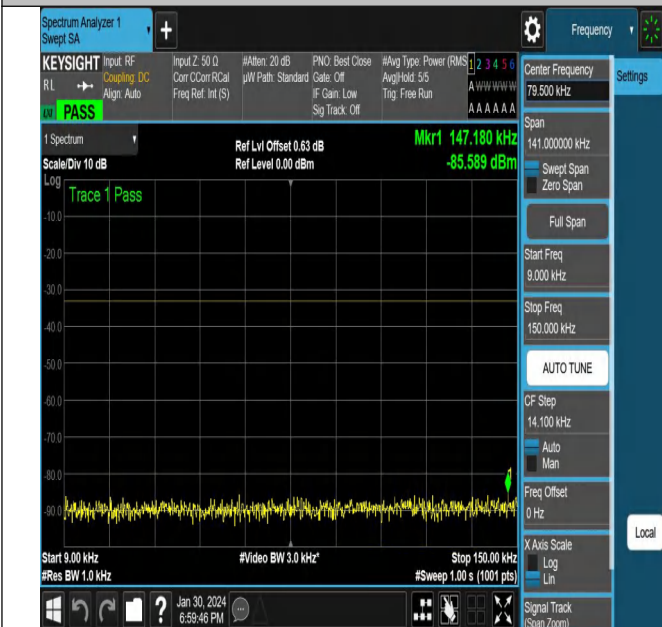 Spectrum Analyzer 1
Swept SA
+
Frequency
KEYSIGHT
Input: RF
Input Z: 50 Ω
#Atten: 20 dB
PNO: Best Close
#Avg Type: Power (RMS
1 2 3 4 5 6
RL
Coupling: DC
Corr CCorr RCal
µW Path: Standard
Gate: Off
Avg|Hold: 5/5
A W W W W W
Align: Auto
Freq Ref: Int (S)
IF Gain: Low
Trig: Free Run
Sig Track: Off
A A A A A A
PASS
1 Spectrum
Ref Lvl Offset 0.63 dB
Mkr1 147.180 kHz
Scale/Div 10 dB
Ref Level 0.00 dBm
-85.589 dBm
Log
Trace 1 Pass
-10.0
-20.0
-30.0
-40.0
-50.0
-60.0
-70.0
-80.0
-90.0
1
Start 9.00 kHz
#Video BW 3.0 kHz*
Stop 150.00 kHz
#Res BW 1.0 kHz
#Sweep 1.00 s (1001 pts)
?
Jan 30, 2024
6:59:46 PM
Center Frequency
79.500 kHz
Settings
Span
141.000000 kHz
Swept Span
Zero Span
Full Span
Start Freq
9.000 kHz
Stop Freq
150.000 kHz
AUTO TUNE
CF Step
14.100 kHz
Auto
Man
Freq Offset
0 Hz
Local
X Axis Scale
Log
Lin
Signal Track
(Span Zoom)